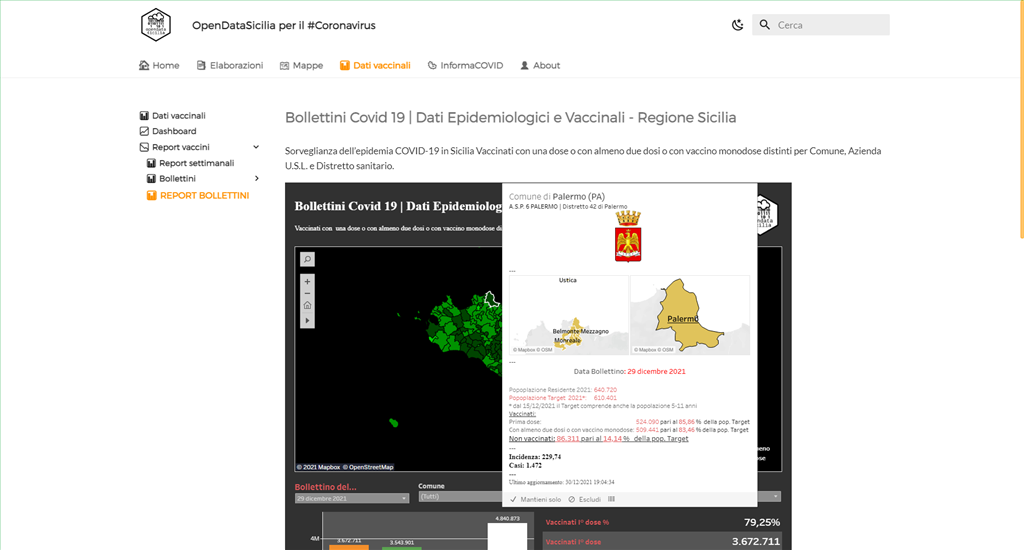 OpenDataSicilia per il #Coronavirus
Cerca
Home
Elaborazioni
Mappe
Dati vaccinali
InformaCOVID
About
Dati vaccinali
Dashboard
Report vaccini
Report settimanali
Bollettini
REPORT BOLLETTINI
Bollettini Covid 19 | Dati Epidemiologici e Vaccinali - Regione Sicilia
Sorveglianza dell'epidemia COVID-19 in Sicilia Vaccinati con una dose o con almeno due dosi o con vaccino monodose distinti per Comune, Azienda
U.S.L. e Distretto sanitario.
Bollettini Covid 19 | Dati Epidemiolog
Vaccinati con una dose o con almeno due dosi o con vaccino monodose di
© 2021 Mapbox © OpenStreetMap
Comune di Palermo (PA)
A.S.P. 6 PALERMO | Distretto 42 di Palermo
---
Ustica
Belmonte Mezzagno
Monreale
© Mapbox © OSM
Palermo
© Mapbox © OSM
---
Data Bollettino: 29 dicembre 2021
Popoplazione Residente 2021: 640.720
Popoplazione Target 2021*: 610.401
* dal 15/12/2021 il Target comprende anche la popolazione 5-11 anni
Vaccinati:
Prima dose: 524.090 pari al 85,86 % della pop. Target
Con almeno due dosi o con vaccino monodose: 509.441 pari al 83,46 % della pop. Target
Non vaccinati: 86.311 pari al 14,14 % della pop. Target
---
Incidenza: 229,74
Casi: 1.472
---
Ultimo aggiornamento: 30/12/2021 19:04:34
Mantieni solo
Escludi
Bollettino del...
29 dicembre 2021
Comune
(Tutti)
4M
3.672.711
3.543.901
4.840.873
Vaccinati I° dose % 79,25%
Vaccinati I° dose 3.672.711